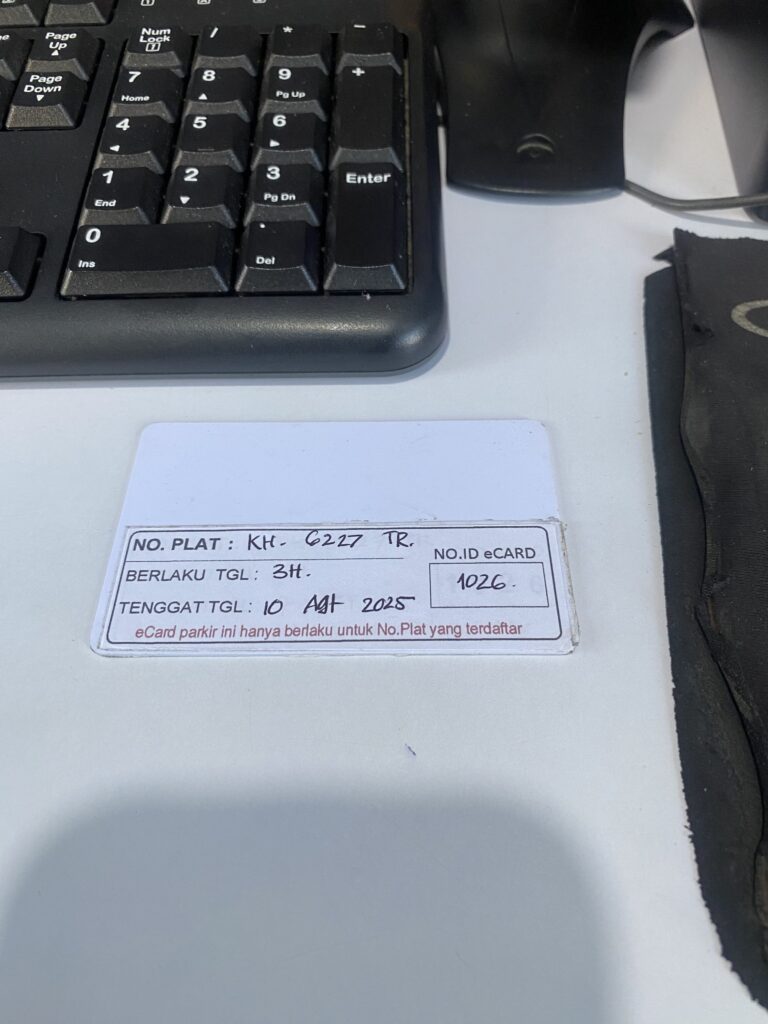 Page Up
Num Lock
/
*
-
Page Down
7 Home
8
9 Pg Up
+
4
5
6
1 End
2
3 Pg Dn
Enter
0 Ins
. Del
NO. PLAT : KH. 6227 TR.
NO.ID eCARD
BERLAKU TGL : 3H.
1026.
TENGGAT TGL : 10 Agt 2025
eCard parkir ini hanya berlaku untuk No.Plat yang terdaftar